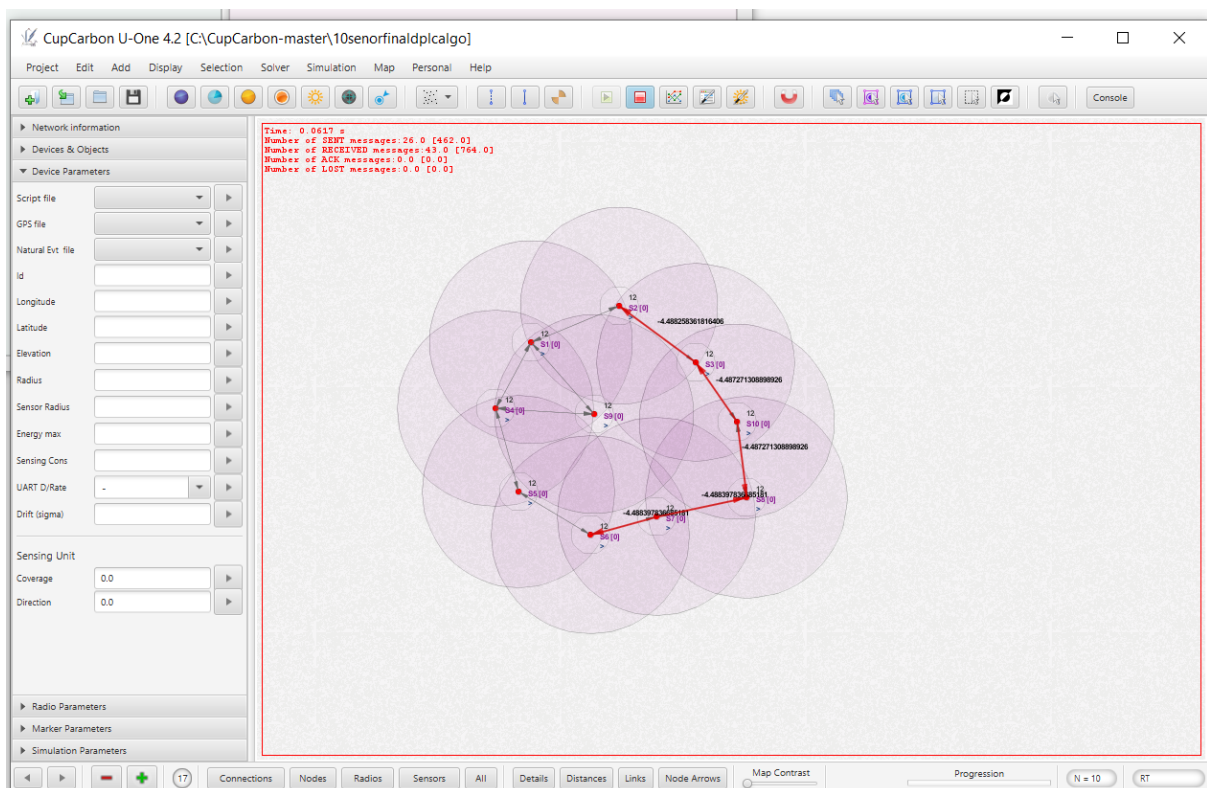 CupCarbon U-One 4.2 [C:\CupCarbon-master\10senorfinaldplcalgo]
Project Edit Add Display Selection Solver Simulation Map Personal Help
Console
Network information
Devices & Objects
Device Parameters
Script file
GPS file
Natural Evt file
Id
Longitude
Latitude
Elevation
Radius
Sensor Radius
Energy max
Sensing Cons
UART D/Rate -
Drift (sigma)
Sensing Unit
Coverage 0.0
Direction 0.0
Radio Parameters
Marker Parameters
Simulation Parameters
Time: 0.0617 s
Number of SENT messages:26.0 [462.0]
Number of RECEIVED messages:43.0 [764.0]
Number of ACK messages:0.0 [0.0]
Number of LOST messages:0.0 [0.0]
12
S2 [0]
>
-4.488258361816406
12
S1 [0]
>
12
S3 [0]
>
-4.487271308898926
12
S4 [0]
>
12
S9 [0]
>
12
S10 [0]
>
-4.487271308898926
12
S5 [0]
>
-4.488397836685181
12
S8 [0]
>
-4.488397836685181
12
S7 [0]
>
12
S6 [0]
>
17 Connections Nodes Radios Sensors All Details Distances Links Node Arrows Map Contrast Progression N = 10 RT